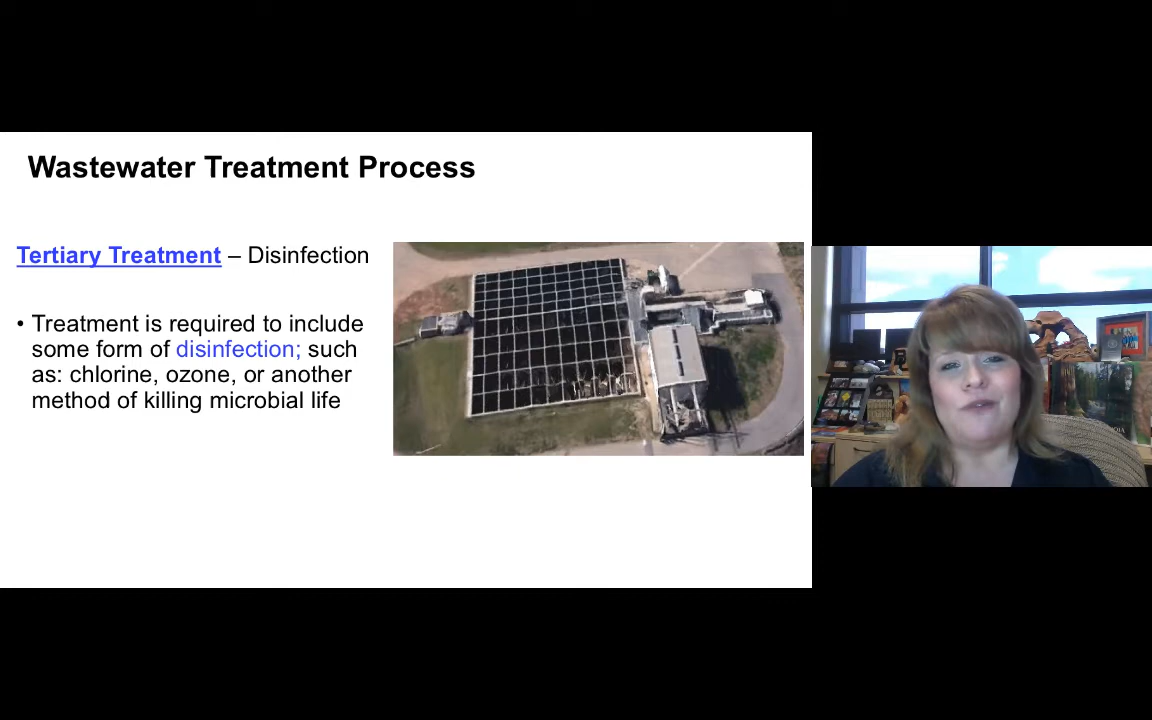 Wastewater Treatment Process
Tertiary Treatment – Disinfection
• Treatment is required to include
some form of disinfection; such
as: chlorine, ozone, or another
method of killing microbial life